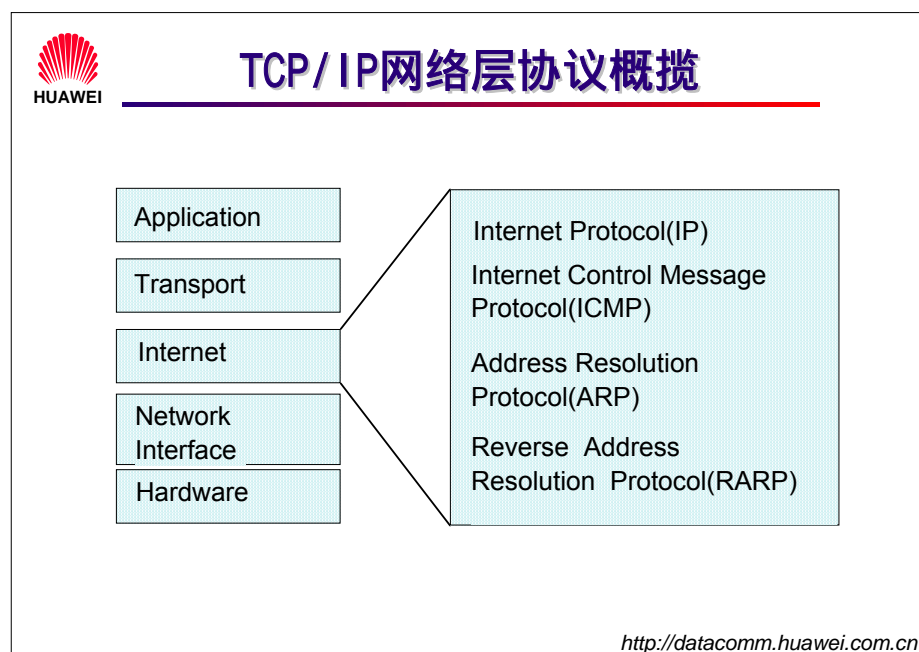 HUAWEI
TCP/IP网络层协议概揽
Application
Transport
Internet
Network
Interface
Hardware
Internet Protocol(IP)
Internet Control Message
Protocol(ICMP)
Address Resolution
Protocol(ARP)
Reverse Address
Resolution Protocol(RARP)
http://datacomm.huawei.com.cn